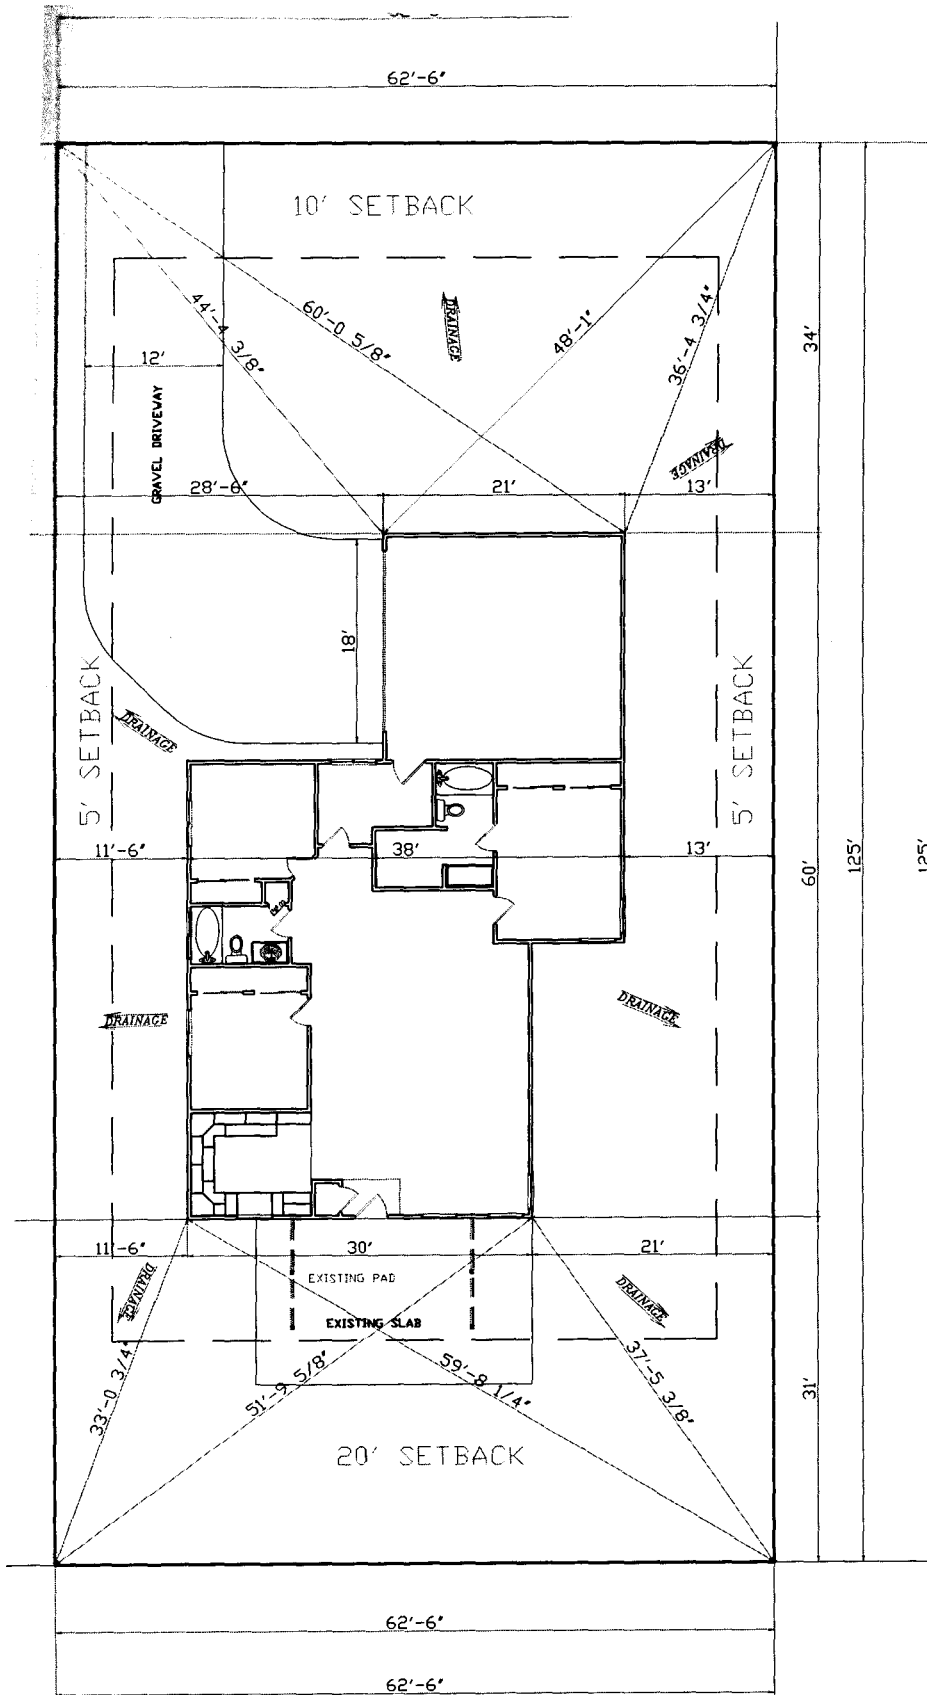 62'-6"
10' SETBACK
44'-4 3/8"
60'-0 5/8"
DRAINAGE
48'-1"
36'-4 3/4"
34'
12'
GRAVEL DRIVEWAY
DRAINAGE
28'-6"
21'
13'
18'
5' SETBACK
5' SETBACK
DRAINAGE
11'-6"
38'
13'
60'
125'
125'
DRAINAGE
DRAINAGE
11'-6"
30'
21'
DRAINAGE
EXISTING PAD
DRAINAGE
EXISTING SLAB
33'-0 3/4"
51'-9 5/8"
59'-8 1/4"
37'-5 3/8"
31'
20' SETBACK
62'-6"
62'-6"